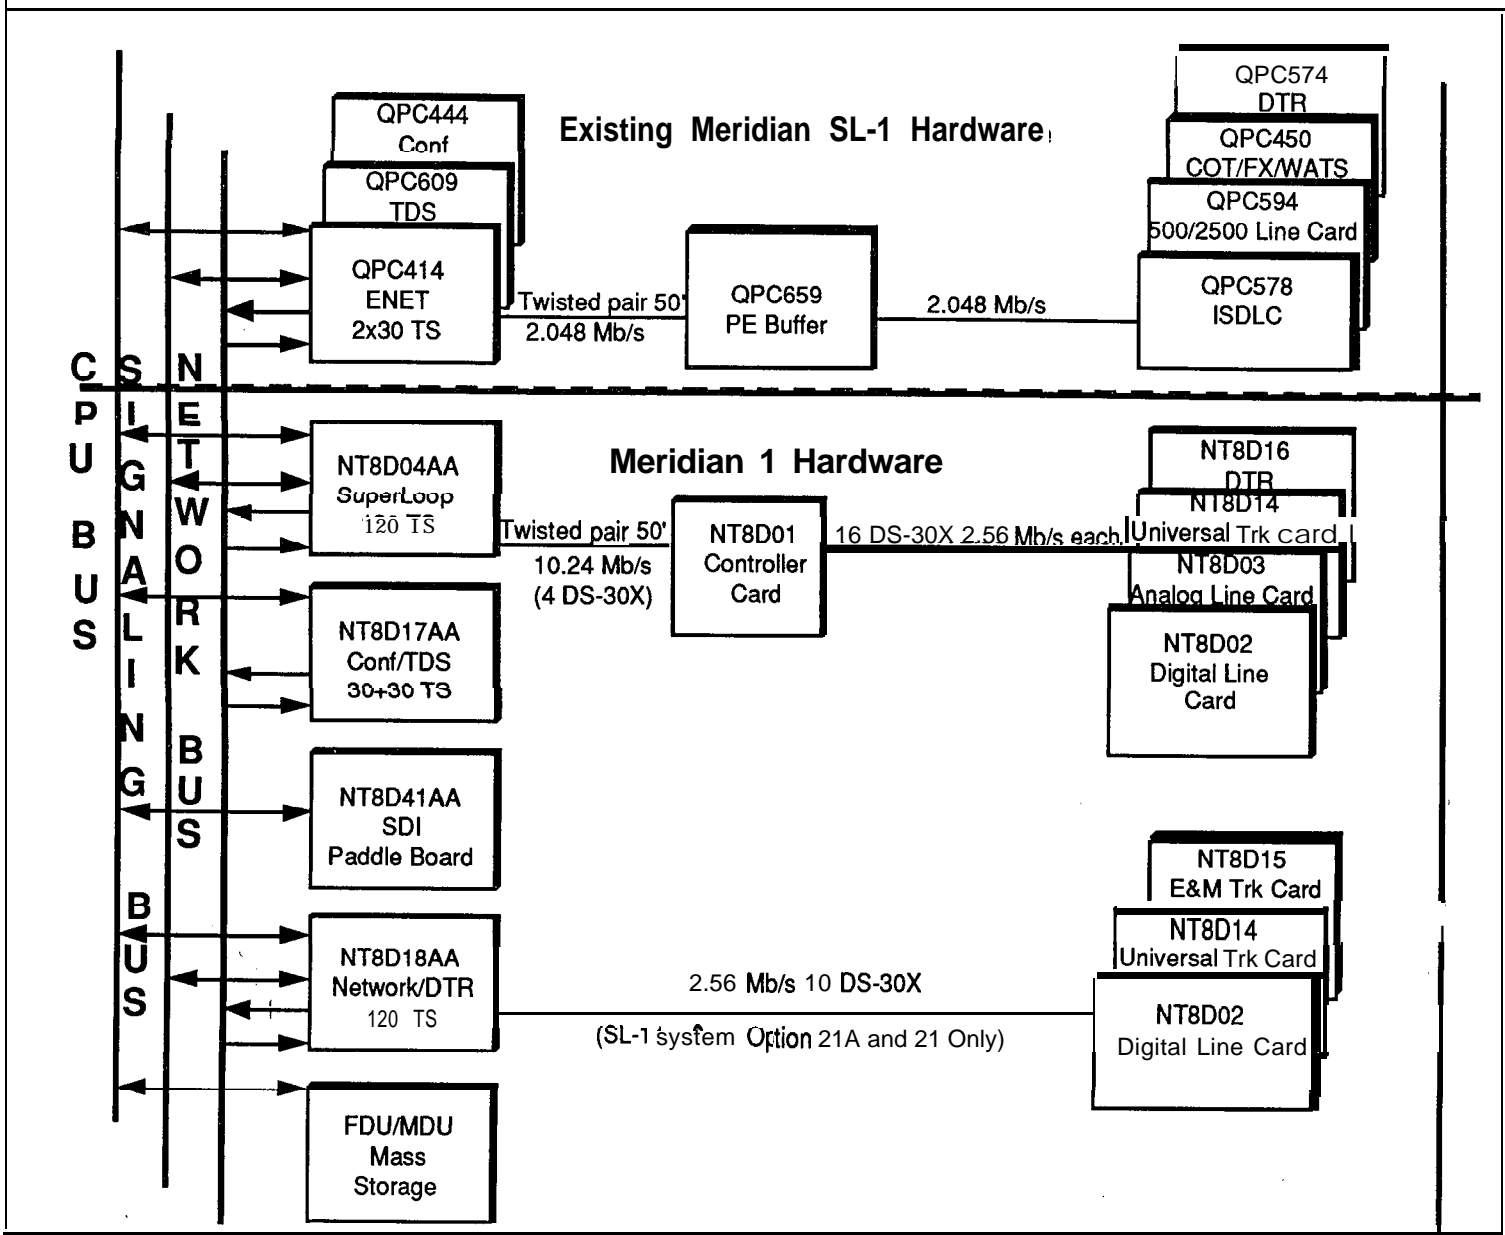 QPC444
Conf
QPC609
TDS
QPC414
ENET
2x30 TS
Existing Meridian SL-1 Hardware
Twisted pair 50'
2.048 Mb/s
QPC659
PE Buffer
2.048 Mb/s
QPC574
DTR
QPC450
COT/FX/WATS
QPC594
500/2500 Line Card
QPC578
ISDLC
CPU BUS
SIGNALING BUS
NETWORK BUS
Meridian 1 Hardware
NT8D04AA
SuperLoop
120 TS
Twisted pair 50'
10.24 Mb/s
(4 DS-30X)
NT8D01
Controller
Card
16 DS-30X 2.56 Mb/s each
NT8D16
DTR
NT8D14
Universal Trk card
NT8D03
Analog Line Card
NT8D02
Digital Line
Card
NT8D17AA
Conf/TDS
30+30 TS
NT8D41AA
SDI
Paddle Board
NT8D18AA
Network/DTR
120 TS
2.56 Mb/s 10 DS-30X
(SL-1 system Option 21A and 21 Only)
NT8D15
E&M Trk Card
NT8D14
Universal Trk Card
NT8D02
Digital Line Card
FDU/MDU
Mass
Storage